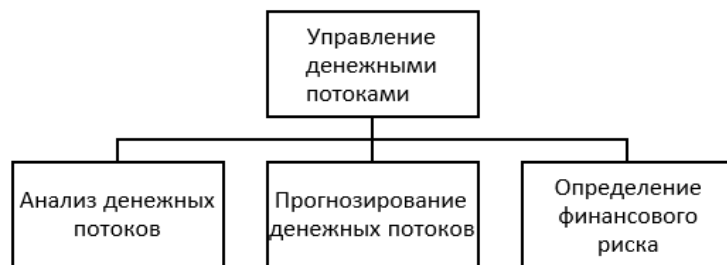 Управление
денежными
потоками
Анализ денежных
потоков
Прогнозирование
денежных потоков
Определение
финансового
риска